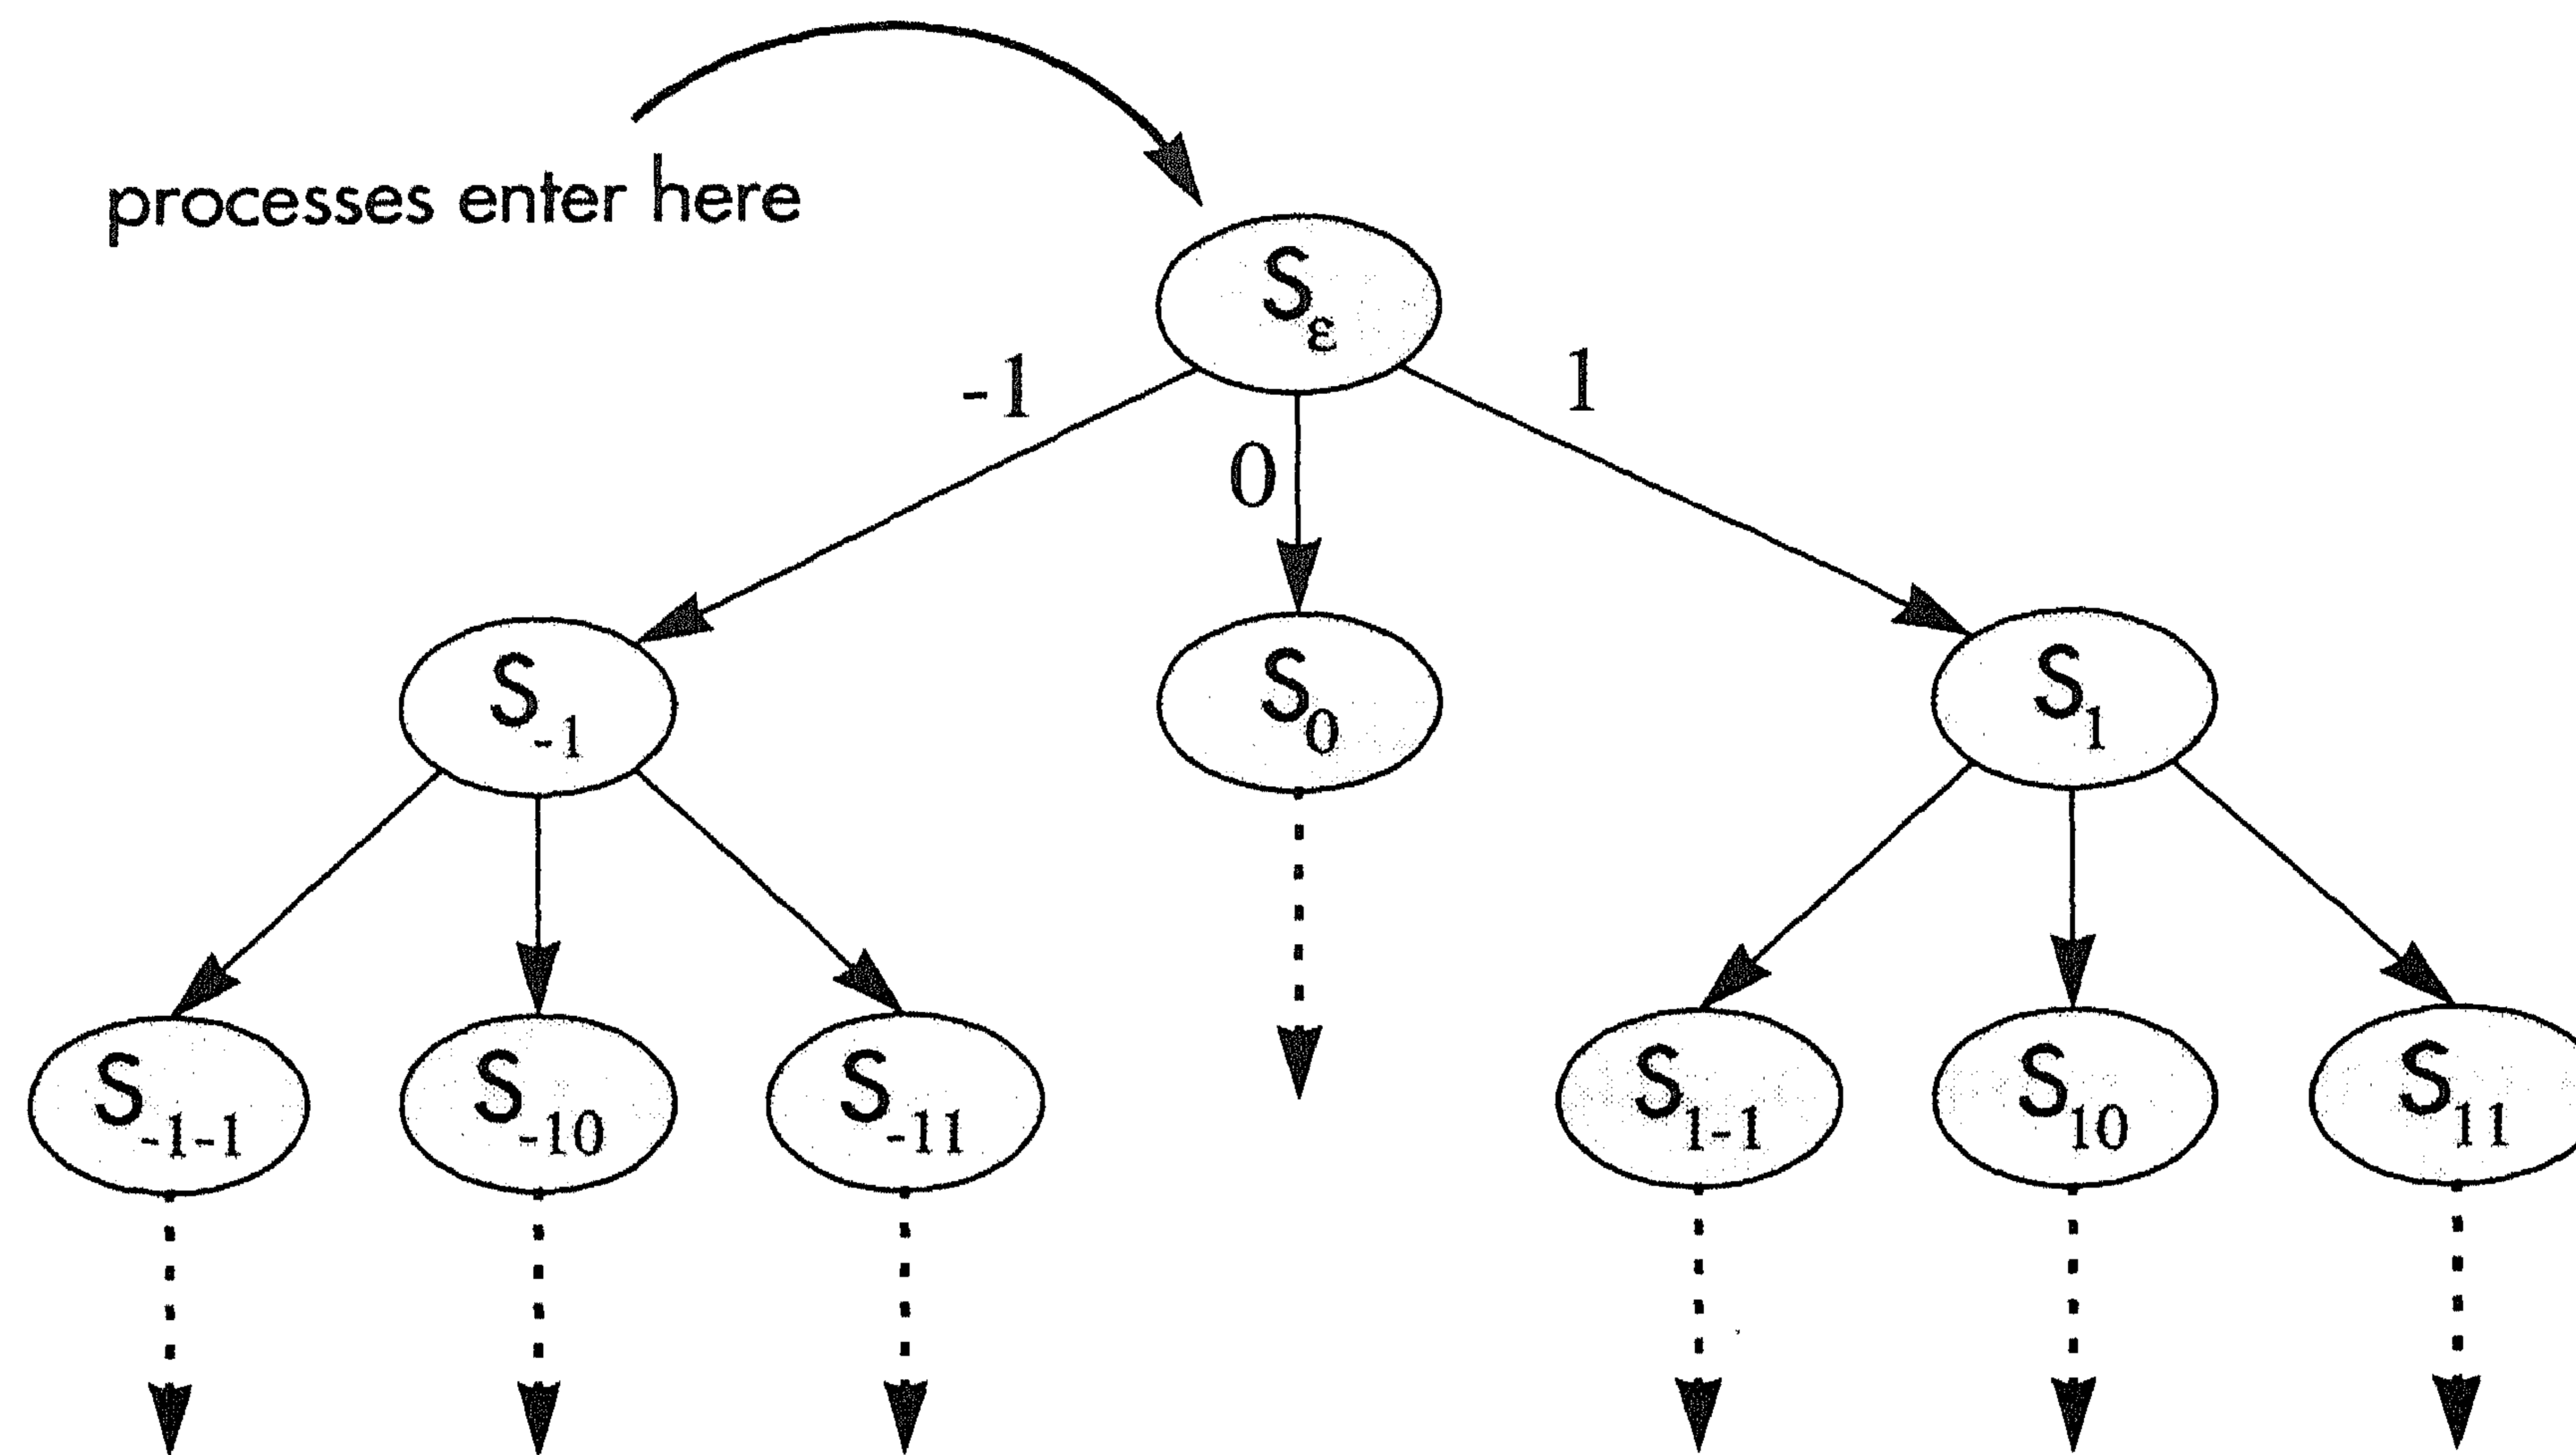 processes enter here
Sε
-1
1
0
S-1
S0
S1
S-1-1
S-10
S-11
S1-1
S10
S11